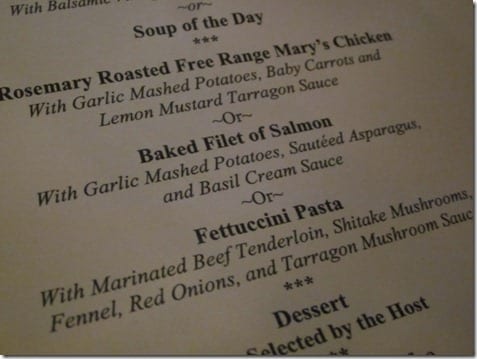 With Balsamic
~or~
Soup of the Day
***
Rosemary Roasted Free Range Mary's Chicken
With Garlic Mashed Potatoes, Baby Carrots and
Lemon Mustard Tarragon Sauce
~Or~
Baked Filet of Salmon
With Garlic Mashed Potatoes, Sautéed Asparagus,
and Basil Cream Sauce
~Or~
Fettuccini Pasta
With Marinated Beef Tenderloin, Shitake Mushrooms,
Fennel, Red Onions, and Tarragon Mushroom Sauc
***
Dessert
Selected by the Host
***